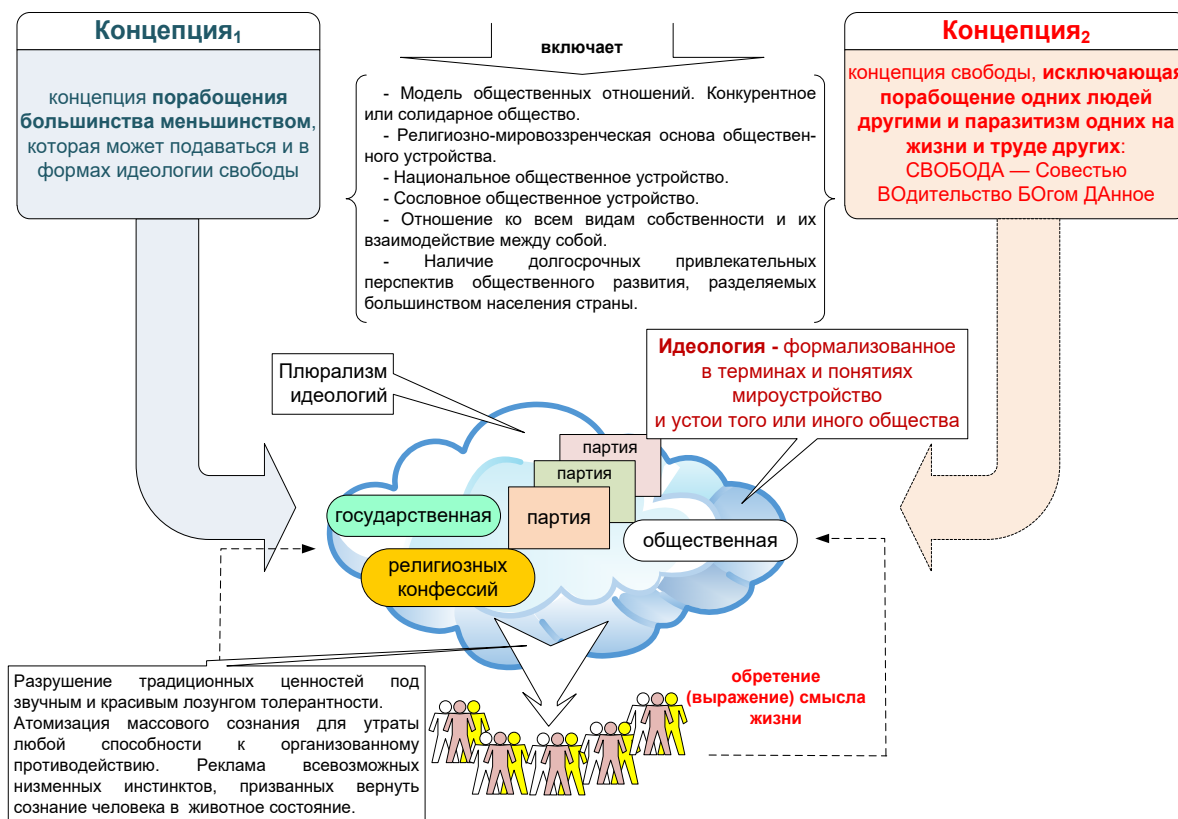 Концепция1
концепция порабощения
большинства меньшинством,
которая может подаваться и в
формах идеологии свободы
включает
- Модель общественных отношений. Конкурентное
или солидарное общество.
- Религиозно-мировоззренческая основа обществен-
ного устройства.
- Национальное общественное устройство.
- Сословное общественное устройство.
- Отношение ко всем видам собственности и их
взаимодействие между собой.
- Наличие долгосрочных привлекательных
перспектив общественного развития, разделяемых
большинством населения страны.
Концепция2
концепция свободы, исключающая
порабощение одних людей
другими и паразитизм одних на
жизни и труде других:
СВОБОДА — Совестью
ВОдительство БОгом ДАнное
Плюрализм
идеологий
Идеология - формализованное
в терминах и понятиях
мироустройство
и устои того или иного общества
партия
партия
партия
государственная
общественная
религиозных
конфессий
Разрушение традиционных ценностей под
звучным и красивым лозунгом толерантности.
Атомизация массового сознания для утраты
любой способности к организованному
противодействию. Реклама всевозможных
низменных инстинктов, призванных вернуть
сознание человека в животное состояние.
обретение
(выражение) смысла
жизни